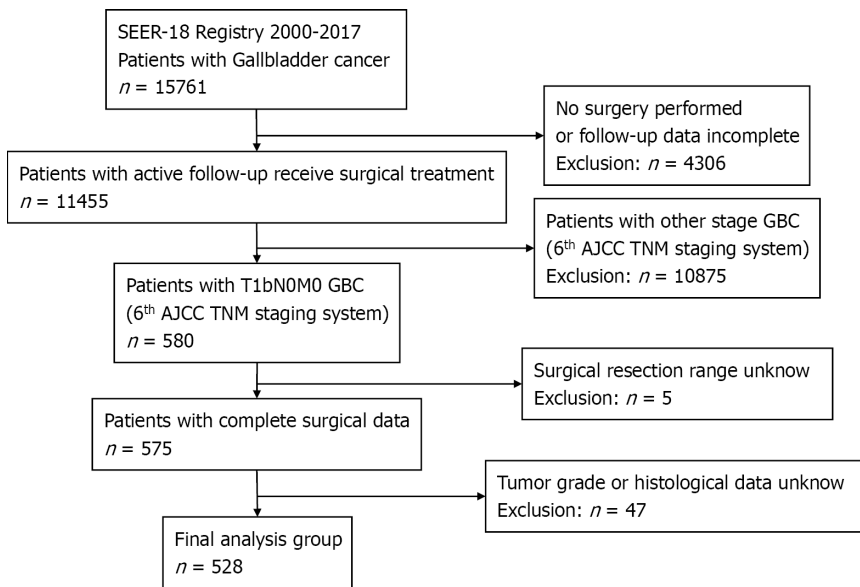 SEER-18 Registry 2000-2017
Patients with Gallbladder cancer
n = 15761
No surgery performed
or follow-up data incomplete
Exclusion: n = 4306
Patients with active follow-up receive surgical treatment
n = 11455
Patients with other stage GBC
(6th AJCC TNM staging system)
Exclusion: n = 10875
Patients with T1bN0M0 GBC
(6th AJCC TNM staging system)
n = 580
Surgical resection range unknow
Exclusion: n = 5
Patients with complete surgical data
n = 575
Tumor grade or histological data unknow
Exclusion: n = 47
Final analysis group
n = 528